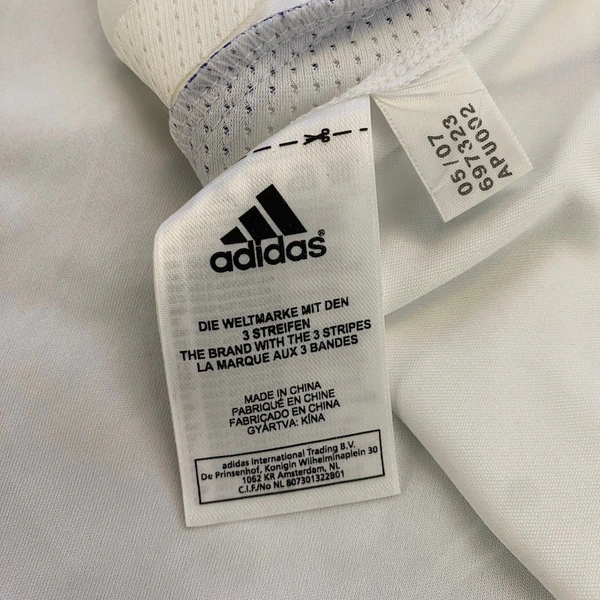 adidas®
DIE WELTMARKE MIT DEN
3 STREIFEN
THE BRAND WITH THE 3 STRIPES
LA MARQUE AUX 3 BANDES
MADE IN CHINA
FABRIQUÉ EN CHINE
FABRICADO EN CHINA
GYÁRTVA: KÍNA
adidas International Trading B.V.
De Prinsenhof, Konigin Wilhelminaplein 30
1062 KR Amsterdam, NL
C.I.F./No NL 807301322B01
05/07
697323
APU002